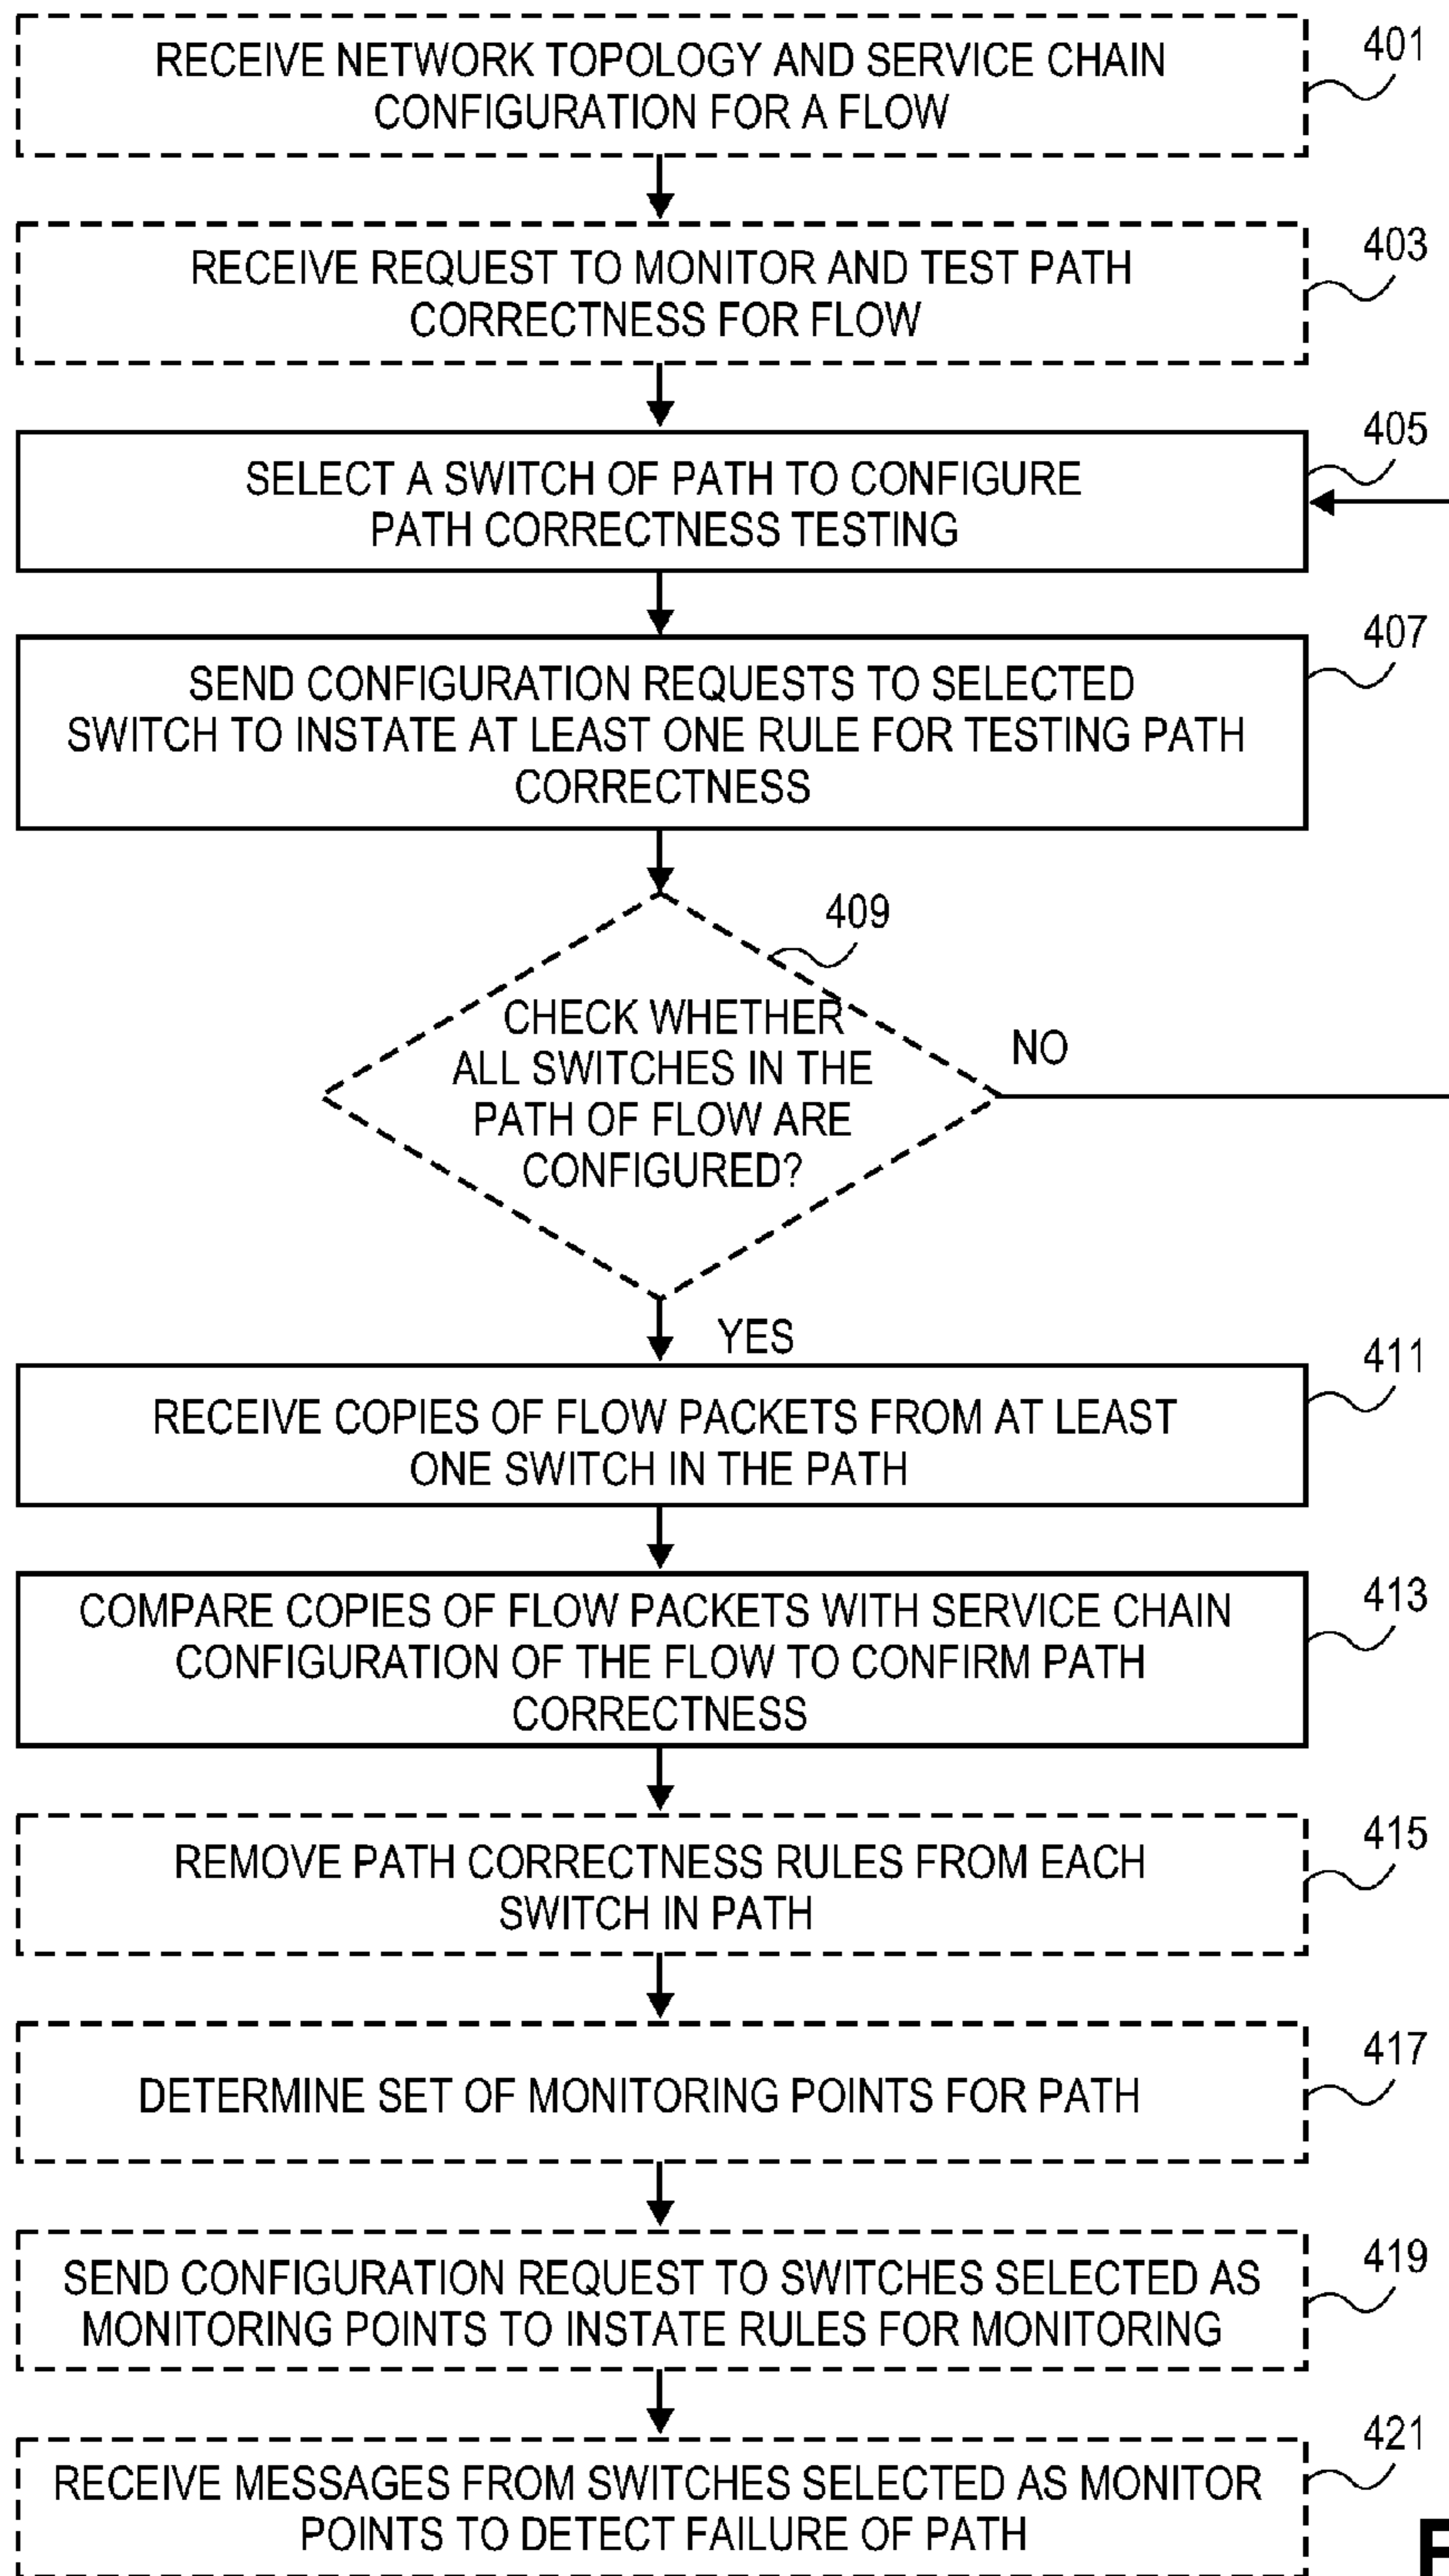 RECEIVE NETWORK TOPOLOGY AND SERVICE CHAIN
CONFIGURATION FOR A FLOW
401
RECEIVE REQUEST TO MONITOR AND TEST PATH
CORRECTNESS FOR FLOW
403
SELECT A SWITCH OF PATH TO CONFIGURE
PATH CORRECTNESS TESTING
405
SEND CONFIGURATION REQUESTS TO SELECTED
SWITCH TO INSTATE AT LEAST ONE RULE FOR TESTING PATH
CORRECTNESS
407
409
CHECK WHETHER
ALL SWITCHES IN THE
PATH OF FLOW ARE
CONFIGURED?
NO
YES
RECEIVE COPIES OF FLOW PACKETS FROM AT LEAST
ONE SWITCH IN THE PATH
411
COMPARE COPIES OF FLOW PACKETS WITH SERVICE CHAIN
CONFIGURATION OF THE FLOW TO CONFIRM PATH
CORRECTNESS
413
REMOVE PATH CORRECTNESS RULES FROM EACH
SWITCH IN PATH
415
DETERMINE SET OF MONITORING POINTS FOR PATH
417
SEND CONFIGURATION REQUEST TO SWITCHES SELECTED AS
MONITORING POINTS TO INSTATE RULES FOR MONITORING
419
RECEIVE MESSAGES FROM SWITCHES SELECTED AS MONITOR
POINTS TO DETECT FAILURE OF PATH
421